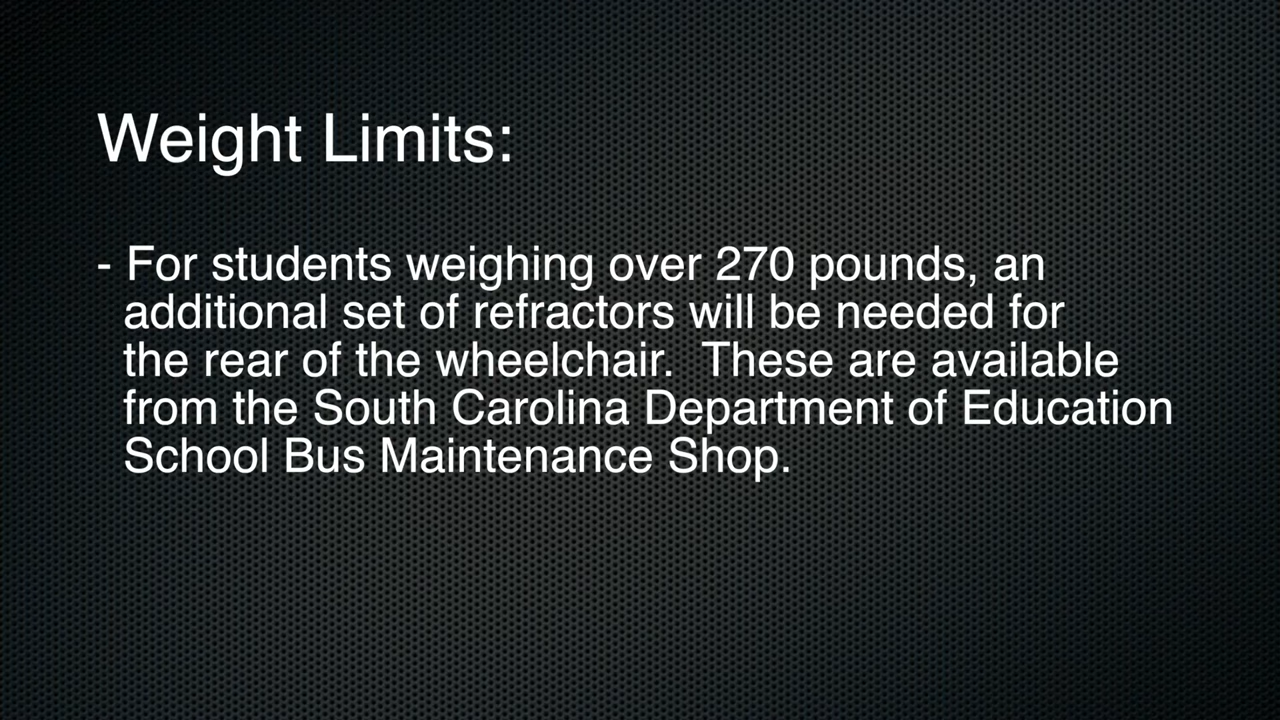 Weight Limits:
- For students weighing over 270 pounds, an
additional set of refractors will be needed for
the rear of the wheelchair.  These are available
from the South Carolina Department of Education
School Bus Maintenance Shop.